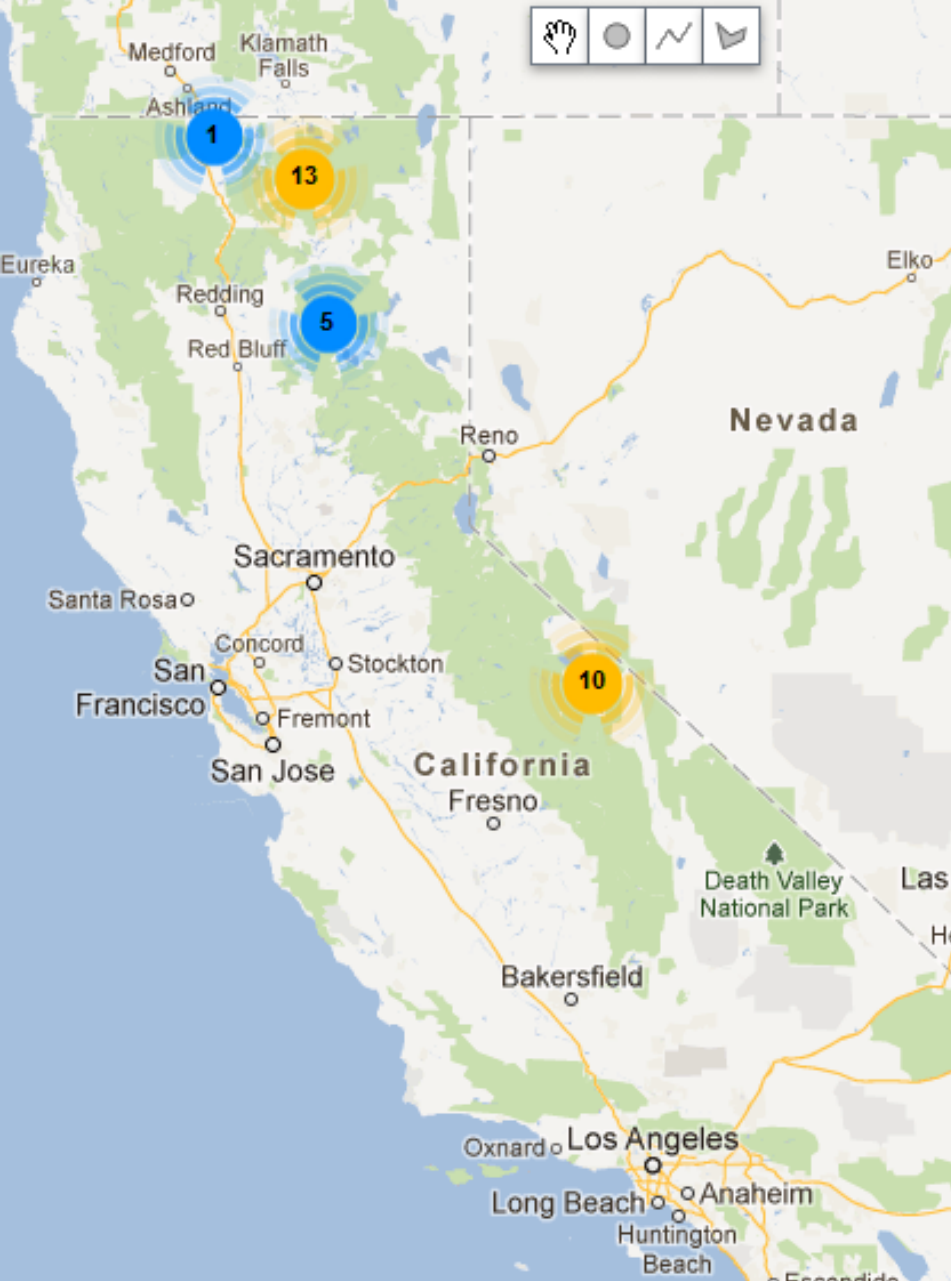 Medford
Klamath
Falls
Ashland
1
13
Eureka
Elko
Redding
5
Red Bluff
Nevada
Reno
Sacramento
Santa Rosa
Concord
Stockton
San
Francisco
10
Fremont
San Jose
California
Fresno
Death Valley
National Park
Las
Bakersfield
Los Angeles
Oxnard
Anaheim
Long Beach
Huntington
Beach